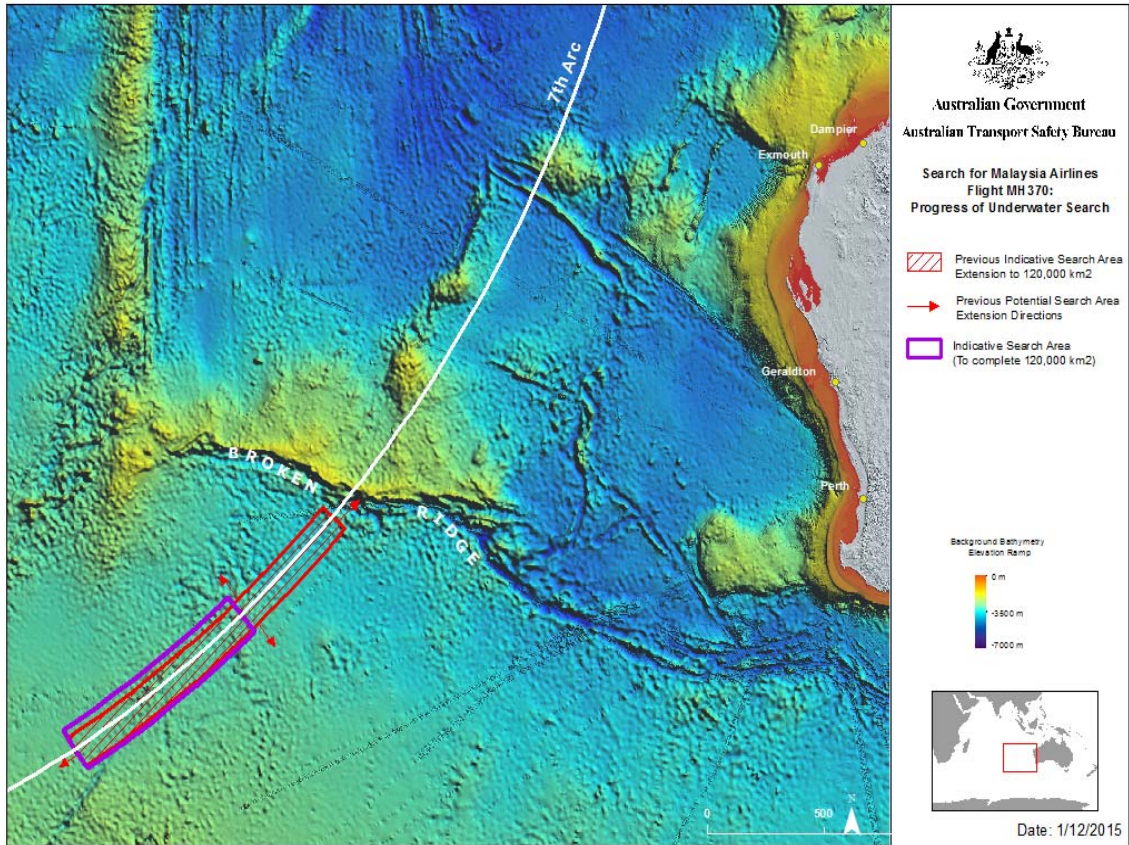 7th Arc
Dampier
Exmouth
Geraldton
Perth
BROKEN
RIDGE
0
500
N
Australian Government
Australian Transport Safety Bureau
Search for Malaysia Airlines
Flight MH370:
Progress of Underwater Search
Previous Indicative Search Area
Extension to 120,000 km2
Previous Potential Search Area
Extension Directions
Indicative Search Area
(To complete 120,000 km2)
Background Bathymetry
Elevation Ramp
0 m
-3500 m
-7000 m
Date: 1/12/2015